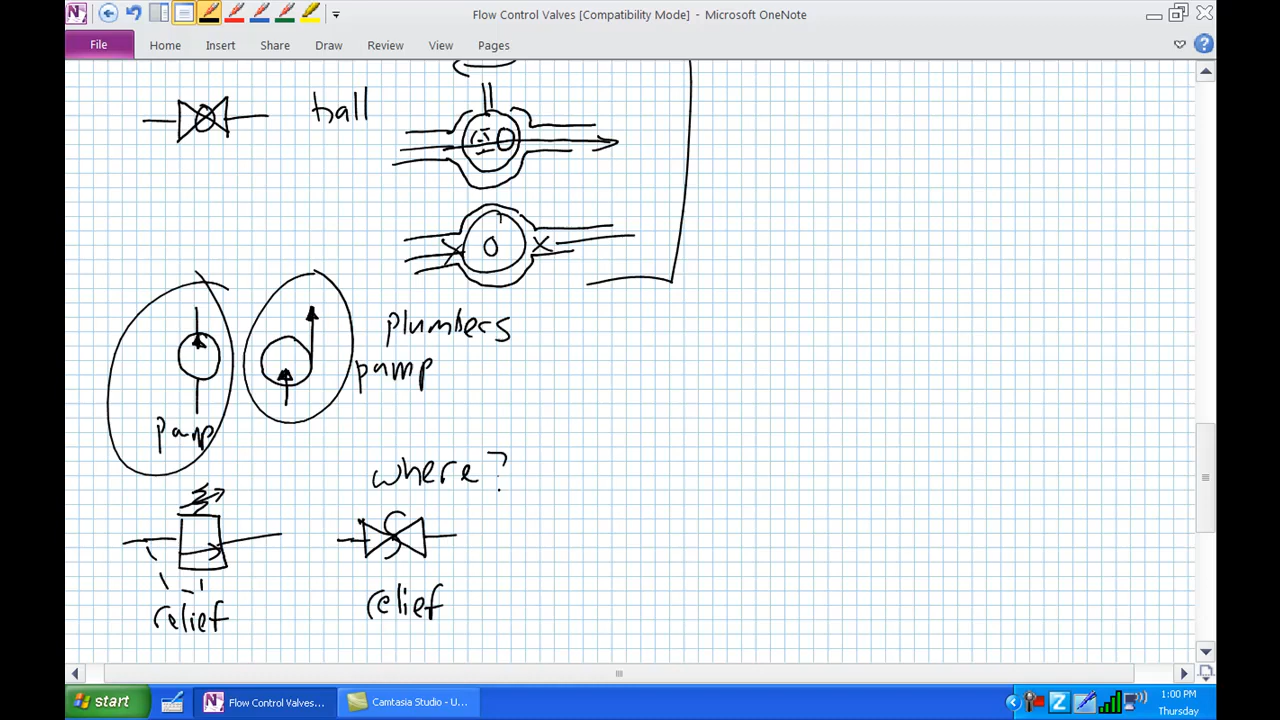 Flow Control Valves [Compatibility Mode] - Microsoft OneNote
File Home Insert Share Draw Review View Pages
ball
plumbers
pump
pump
where?
relief
relief
start
Flow Control Valves...
Camtasia Studio - U...
1:00 PM
Thursday